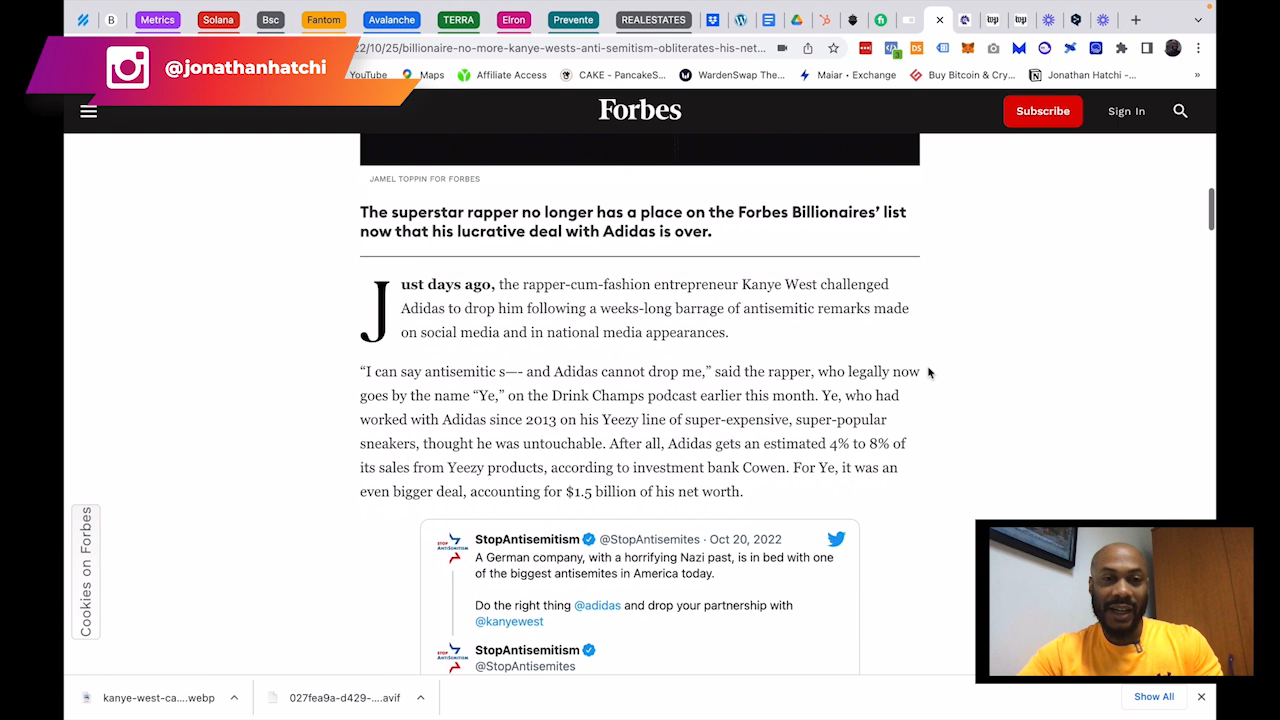 Metrics
Solana
Bsc
Fantom
Avalanche
TERRA
Elron
Prevente
REALESTATES
@jonathanhatchi
22/10/25/billionaire-no-more-kanye-wests-anti-semitism-obliterates-his-net...
YouTube
Maps
Affiliate Access
CAKE - PancakeS...
WardenSwap The...
Maiar • Exchange
Buy Bitcoin & Cry...
Jonathan Hatchi -...
Forbes
Subscribe
Sign In
JAMEL TOPPIN FOR FORBES
The superstar rapper no longer has a place on the Forbes Billionaires’ list
now that his lucrative deal with Adidas is over.
Just days ago, the rapper-cum-fashion entrepreneur Kanye West challenged
Adidas to drop him following a weeks-long barrage of antisemitic remarks made
on social media and in national media appearances.
“I can say antisemitic s—- and Adidas cannot drop me,” said the rapper, who legally now
goes by the name “Ye,” on the Drink Champs podcast earlier this month. Ye, who had
worked with Adidas since 2013 on his Yeezy line of super-expensive, super-popular
sneakers, thought he was untouchable. After all, Adidas gets an estimated 4% to 8% of
its sales from Yeezy products, according to investment bank Cowen. For Ye, it was an
even bigger deal, accounting for $1.5 billion of his net worth.
StopAntisemitism @StopAntisemites · Oct 20, 2022
A German company, with a horrifying Nazi past, is in bed with one
of the biggest antisemites in America today.
Do the right thing @adidas and drop your partnership with
@kanyewest
StopAntisemitism
@StopAntisemites
Cookies on Forbes
kanye-west-ca....webp
027fea9a-d429-....avif
Show All